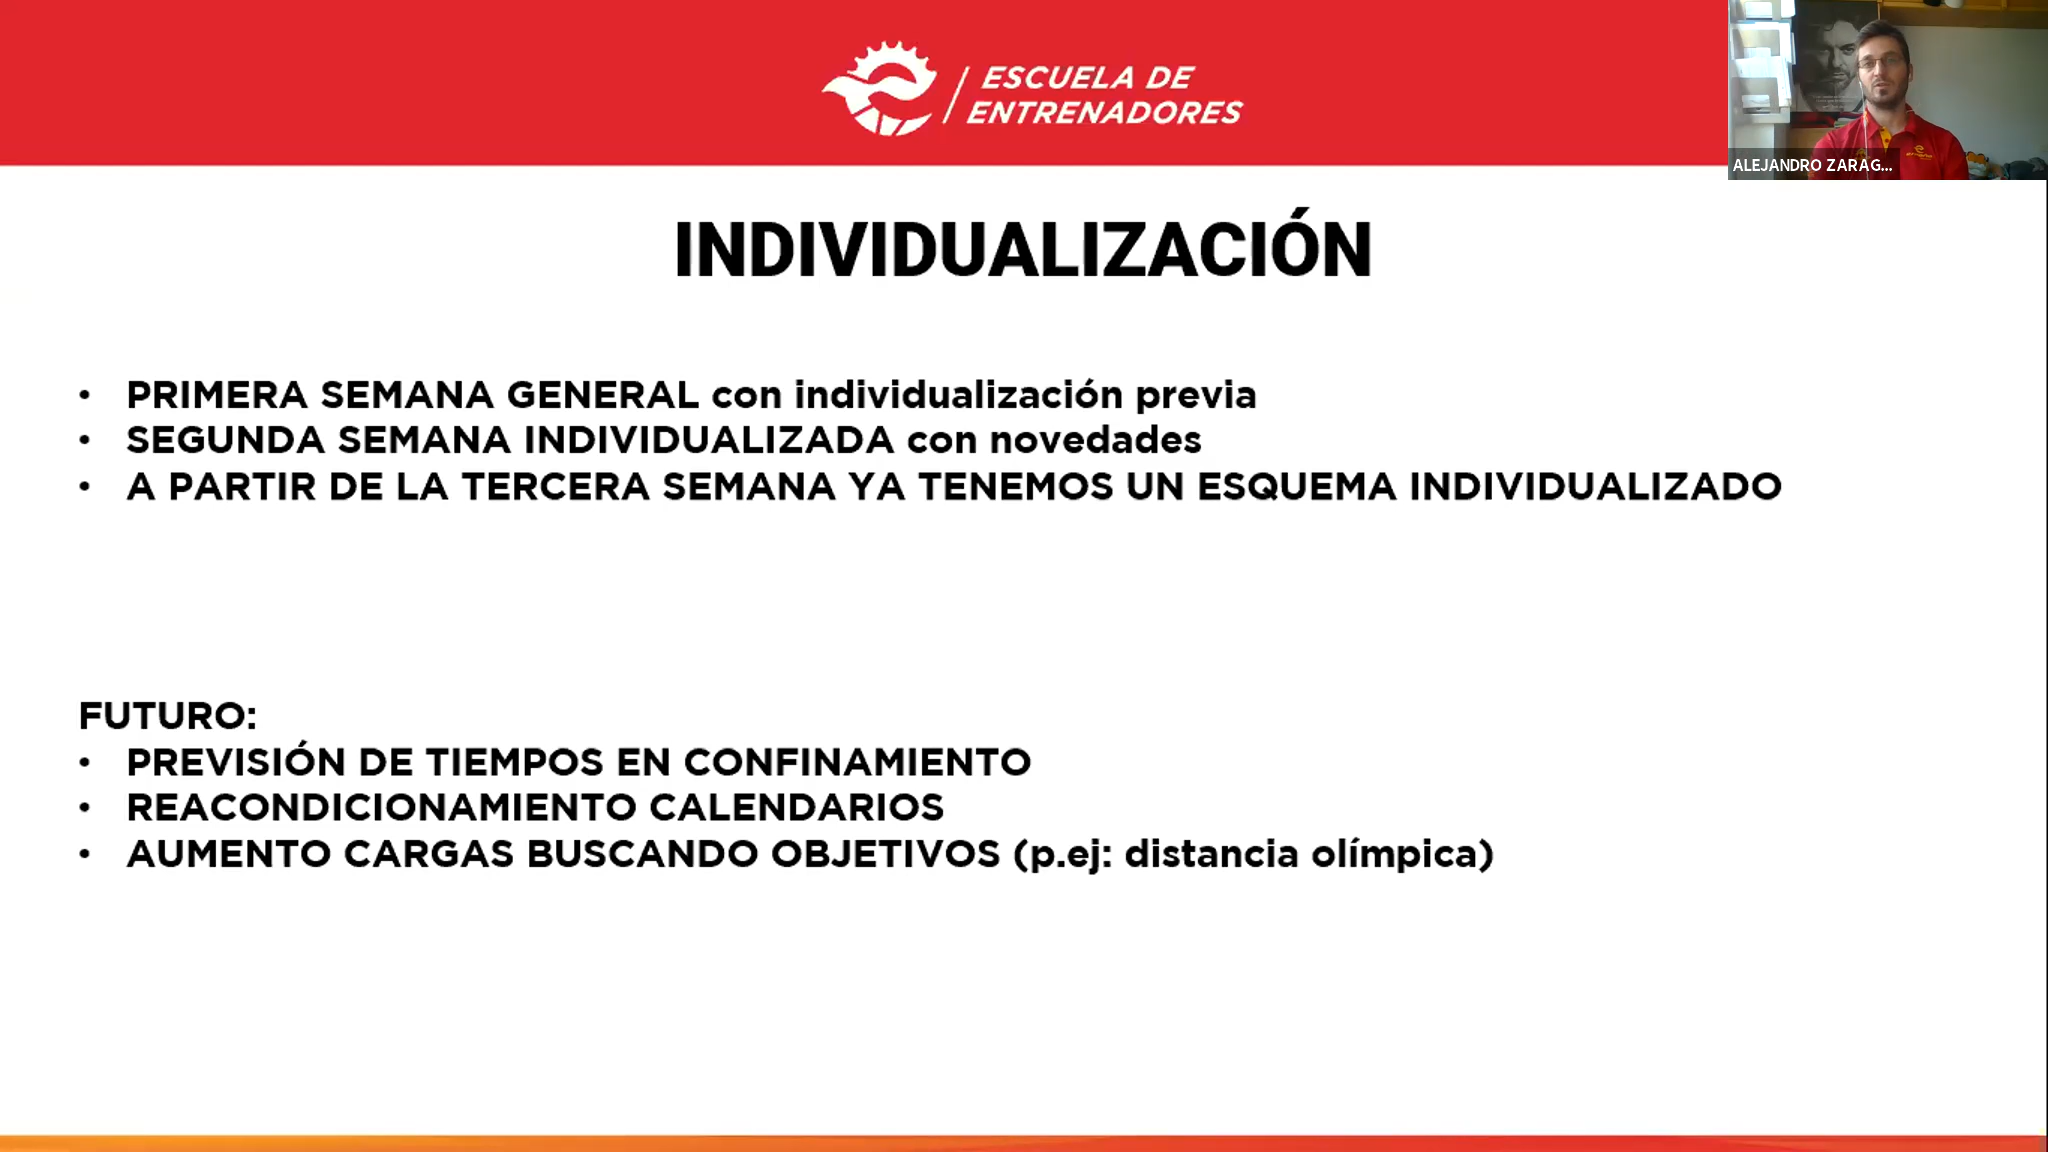 ESCUELA DE
ENTRENADORES
ALEJANDRO ZARAG...
INDIVIDUALIZACIÓN
• PRIMERA SEMANA GENERAL con individualización previa
• SEGUNDA SEMANA INDIVIDUALIZADA con novedades
• A PARTIR DE LA TERCERA SEMANA YA TENEMOS UN ESQUEMA INDIVIDUALIZADO
FUTURO:
• PREVISIÓN DE TIEMPOS EN CONFINAMIENTO
• REACONDICIONAMIENTO CALENDARIOS
• AUMENTO CARGAS BUSCANDO OBJETIVOS (p.ej: distancia olímpica)